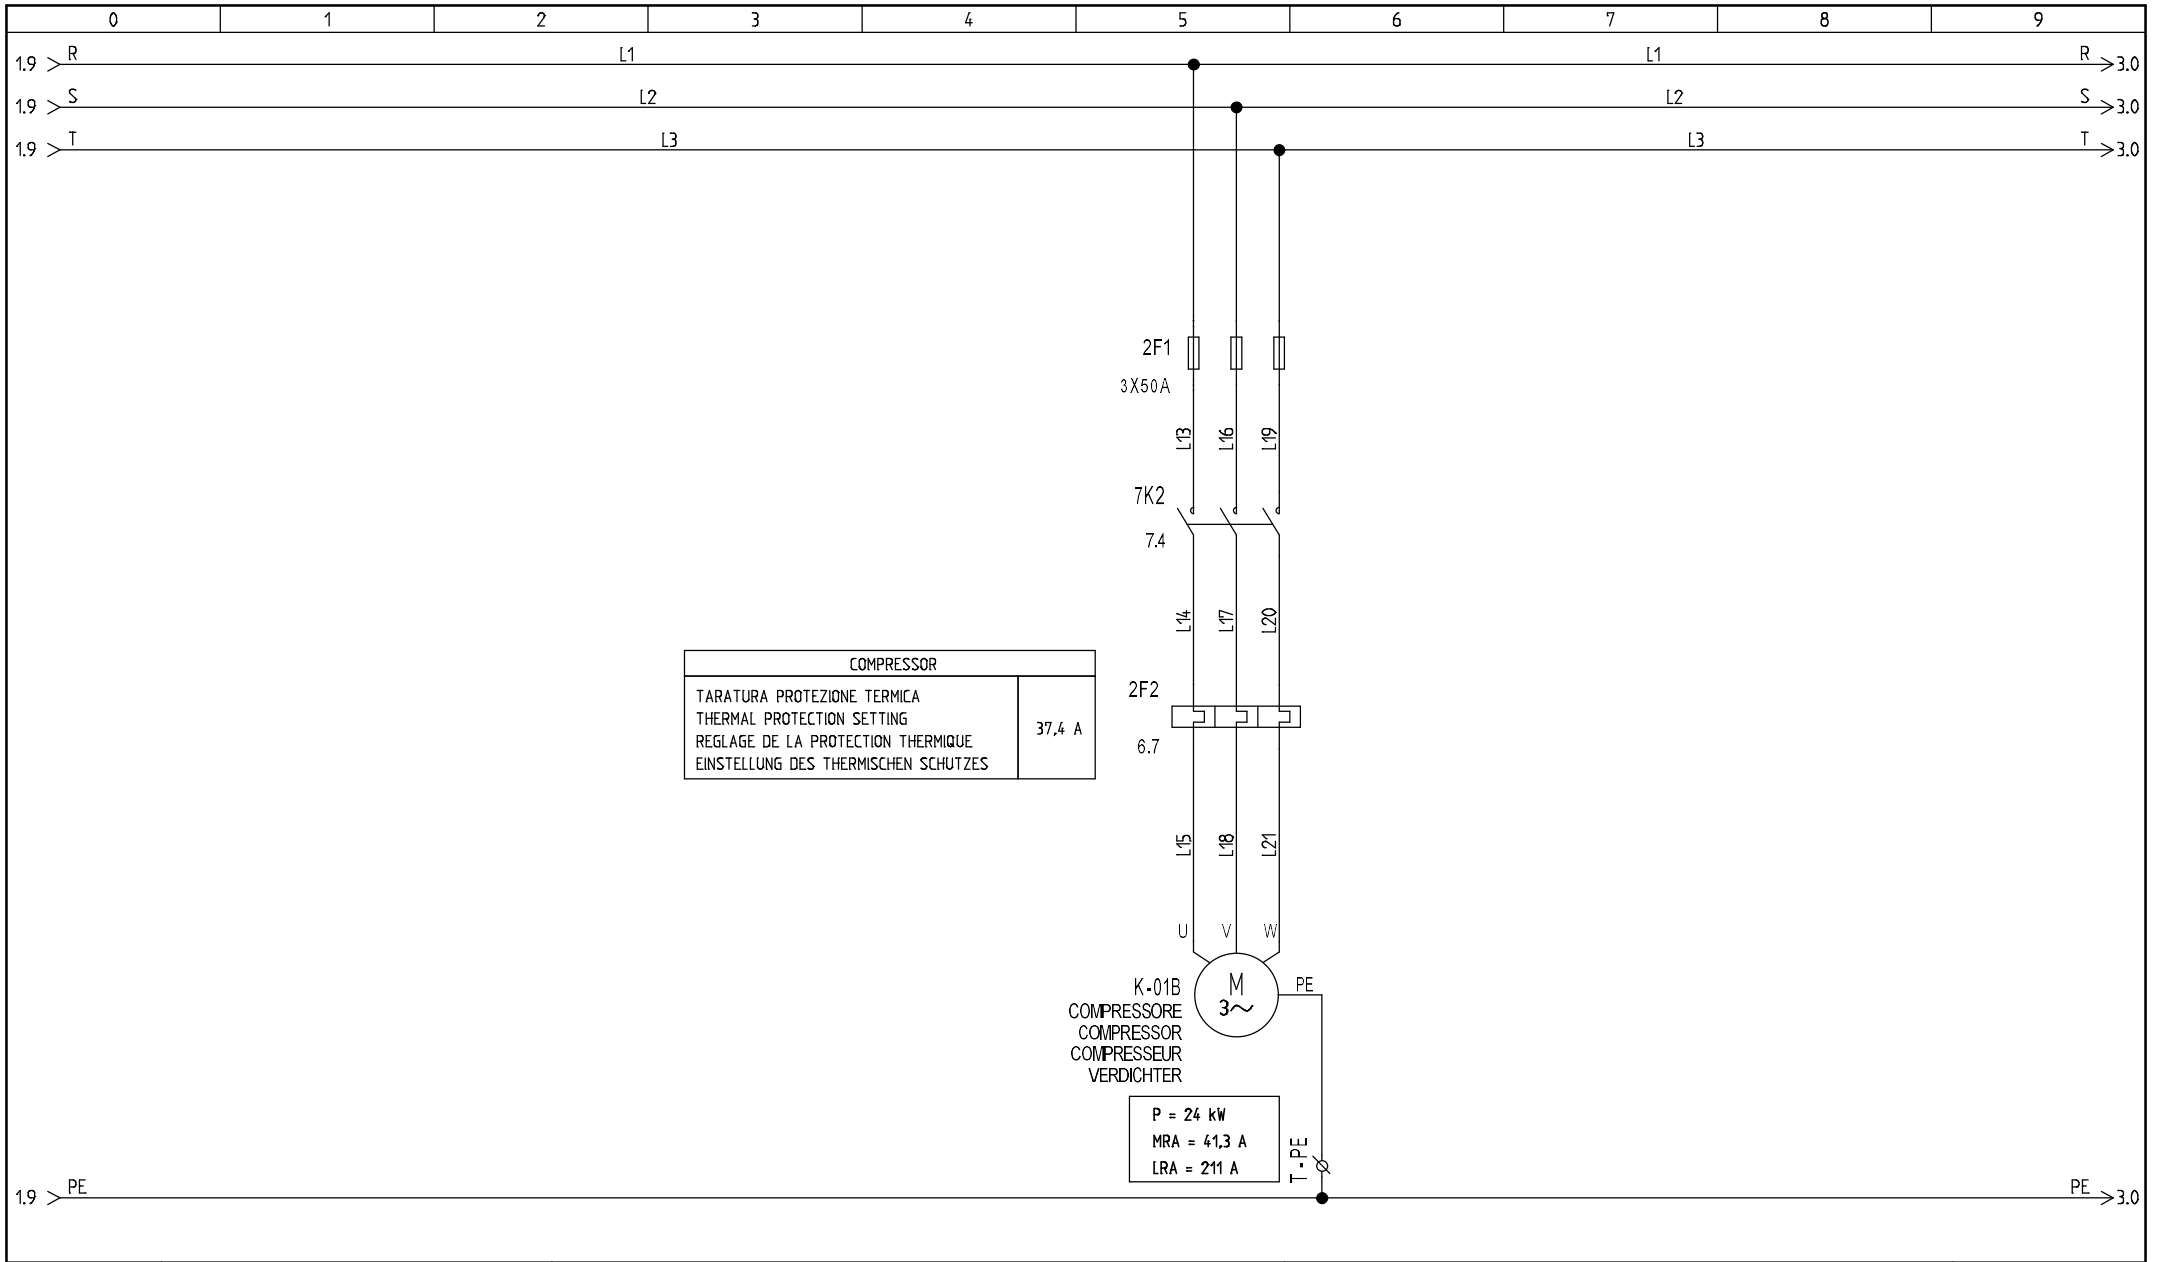 0 1 2 3 4 5 6 7 8 9
1.9 R L1 L1 R 3.0
1.9 S L2 L2 S 3.0
1.9 T L3 L3 T 3.0
2F1
3X50A
L13 L16 L19
7K2
7.4
L14 L17 L20
COMPRESSOR
TARATURA PROTEZIONE TERMICA
THERMAL PROTECTION SETTING
REGLAGE DE LA PROTECTION THERMIQUE
EINSTELLUNG DES THERMISCHEN SCHUTZES
37,4 A
2F2
6.7
L15 L18 L21
U V W
M
3~
PE
K-01B
COMPRESSORE
COMPRESSOR
COMPRESSEUR
VERDICHTER
P = 24 kW
MRA = 41,3 A
LRA = 211 A
T-PE
1.9 PE PE 3.0